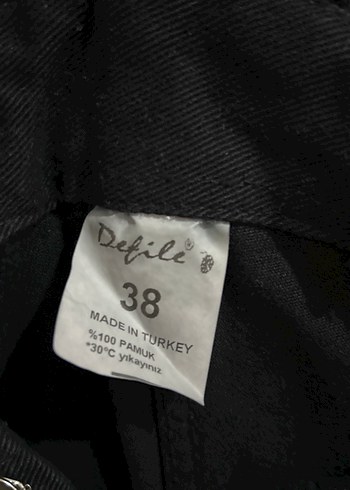 Defile
38
MADE IN TURKEY
%100 PAMUK
*30°C yıkayınız